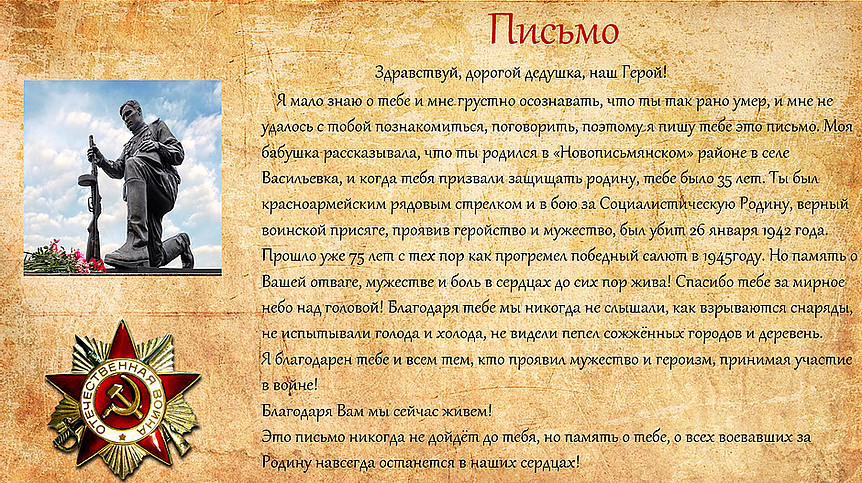 Письмо
Здравствуй, дорогой дедушка, наш Герой!
Я мало знаю о тебе и мне грустно осознавать, что ты так рано умер, и мне не
удалось с тобой познакомиться, поговорить, поэтому я пишу тебе это письмо. Моя
бабушка рассказывала, что ты родился в «Новописьмянском» районе в селе
Васильевка, и когда тебя призвали защищать родину, тебе было 35 лет. Ты был
красноармейским рядовым стрелком и в бою за Социалистическую Родину, верный
воинской присяге, проявив геройство и мужество, был убит 26 января 1942 года.
Прошло уже 75 лет с тех пор как прогремел победный салют в 1945году. Но память о
Вашей отваге, мужестве и боль в сердцах до сих пор жива! Спасибо тебе за мирное
небо над головой! Благодаря тебе мы никогда не слышали, как взрываются снаряды,
не испытывали голода и холода, не видели пепел сожжённых городов и деревень.
Я благодарен тебе и всем тем, кто проявил мужество и героизм, принимая участие
в войне!
Благодаря Вам мы сейчас живем!
Это письмо никогда не дойдёт до тебя, но память о тебе, о всех воевавших за
Родину навсегда останется в наших сердцах!
ОТЕЧЕСТВЕННАЯ ВОЙНА